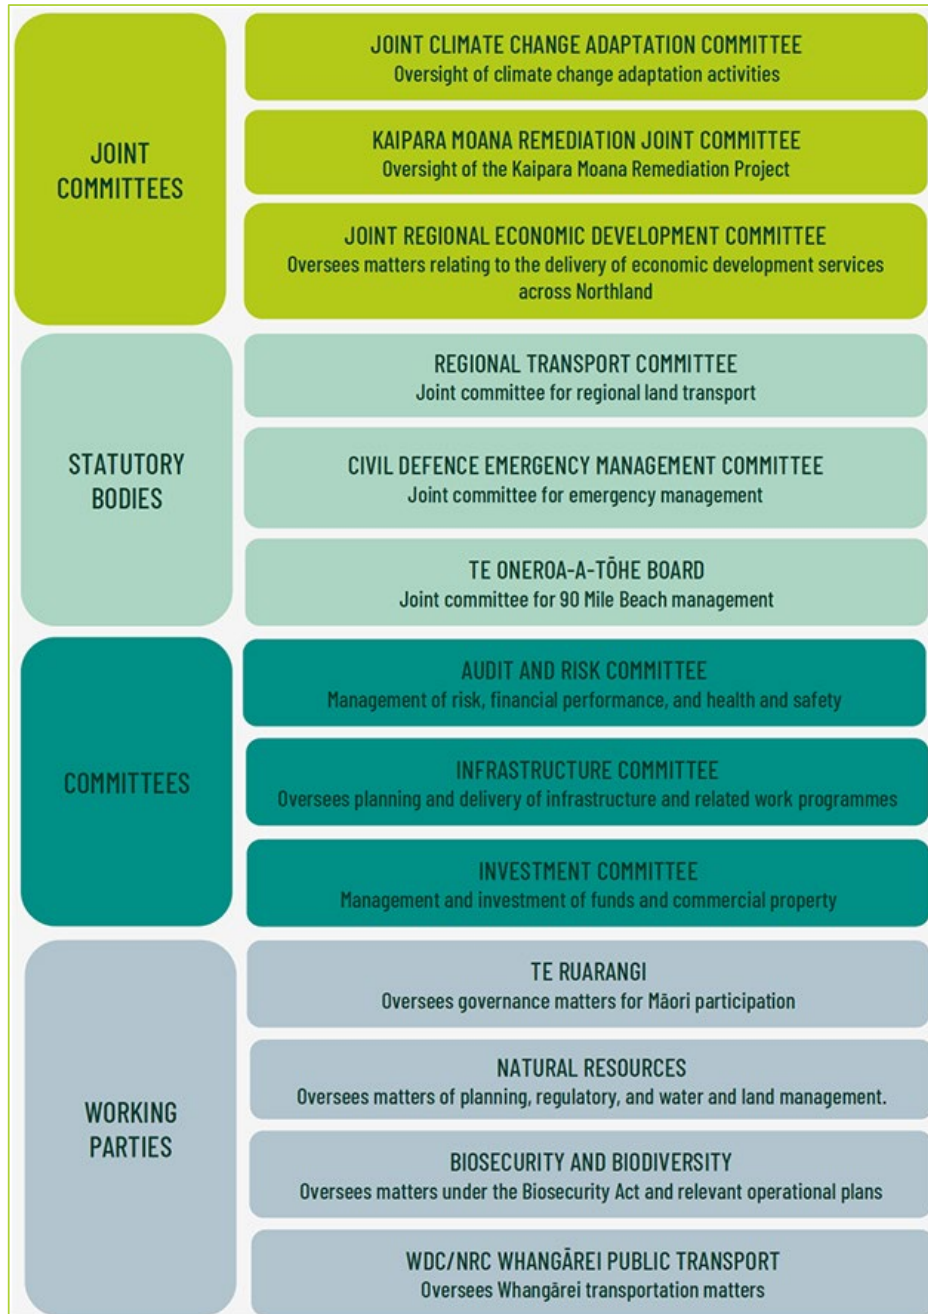 JOINT
COMMITTEES
JOINT CLIMATE CHANGE ADAPTATION COMMITTEE
Oversight of climate change adaptation activities
KAIPARA MOANA REMEDIATION JOINT COMMITTEE
Oversight of the Kaipara Moana Remediation Project
JOINT REGIONAL ECONOMIC DEVELOPMENT COMMITTEE
Oversees matters relating to the delivery of economic development services
across Northland
STATUTORY
BODIES
REGIONAL TRANSPORT COMMITTEE
Joint committee for regional land transport
CIVIL DEFENCE EMERGENCY MANAGEMENT COMMITTEE
Joint committee for emergency management
TE ONEROA-A-TŌHE BOARD
Joint committee for 90 Mile Beach management
COMMITTEES
AUDIT AND RISK COMMITTEE
Management of risk, financial performance, and health and safety
INFRASTRUCTURE COMMITTEE
Oversees planning and delivery of infrastructure and related work programmes
INVESTMENT COMMITTEE
Management and investment of funds and commercial property
WORKING
PARTIES
TE RUARANGI
Oversees governance matters for Māori participation
NATURAL RESOURCES
Oversees matters of planning, regulatory, and water and land management.
BIOSECURITY AND BIODIVERSITY
Oversees matters under the Biosecurity Act and relevant operational plans
WDC/NRC WHANGĀREI PUBLIC TRANSPORT
Oversees Whangārei transportation matters